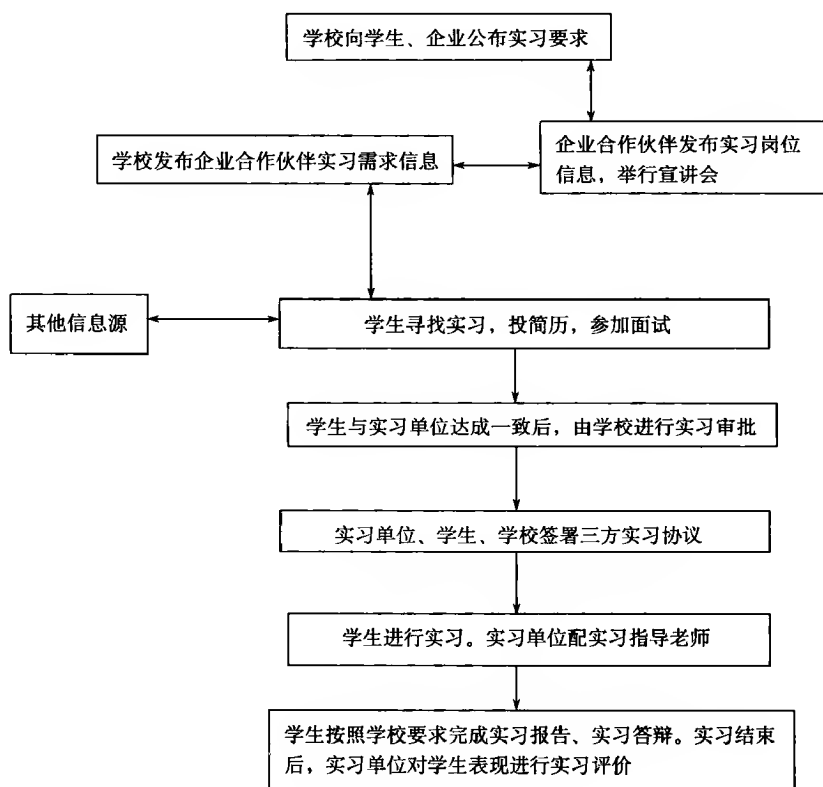 学校向学生、企业公布实习要求
企业合作伙伴发布实习岗位
信息，举行宣讲会
学校发布企业合作伙伴实习需求信息
其他信息源
学生寻找实习，投简历，参加面试
学生与实习单位达成一致后，由学校进行实习审批
实习单位、学生、学校签署三方实习协议
学生进行实习。实习单位配实习指导老师
学生按照学校要求完成实习报告、实习答辩。实习结束
后，实习单位对学生表现进行实习评价